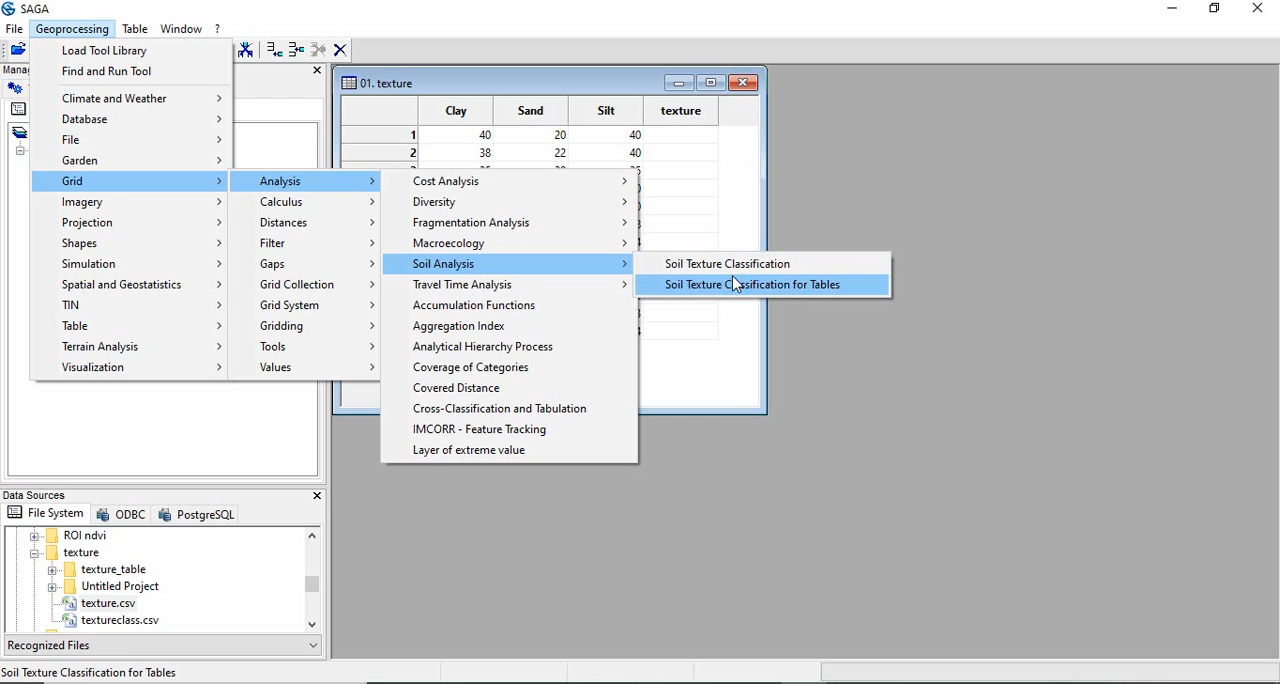 SAGA
File Geoprocessing Table Window ?
Load Tool Library
Find and Run Tool
Climate and Weather
Database
File
Garden
Grid
Imagery
Projection
Shapes
Simulation
Spatial and Geostatistics
TIN
Table
Terrain Analysis
Visualization
Analysis
Calculus
Distances
Filter
Gaps
Grid Collection
Grid System
Gridding
Tools
Values
Cost Analysis
Diversity
Fragmentation Analysis
Macroecology
Soil Analysis
Travel Time Analysis
Accumulation Functions
Aggregation Index
Analytical Hierarchy Process
Coverage of Categories
Covered Distance
Cross-Classification and Tabulation
IMCORR - Feature Tracking
Layer of extreme value
Soil Texture Classification
Soil Texture Classification for Tables
01. texture
Clay Sand Silt texture
1 40 20 40
2 38 22 40
Data Sources
File System ODBC PostgreSQL
ROI ndvi
texture
texture_table
Untitled Project
texture.csv
textureclass.csv
Recognized Files
Soil Texture Classification for Tables